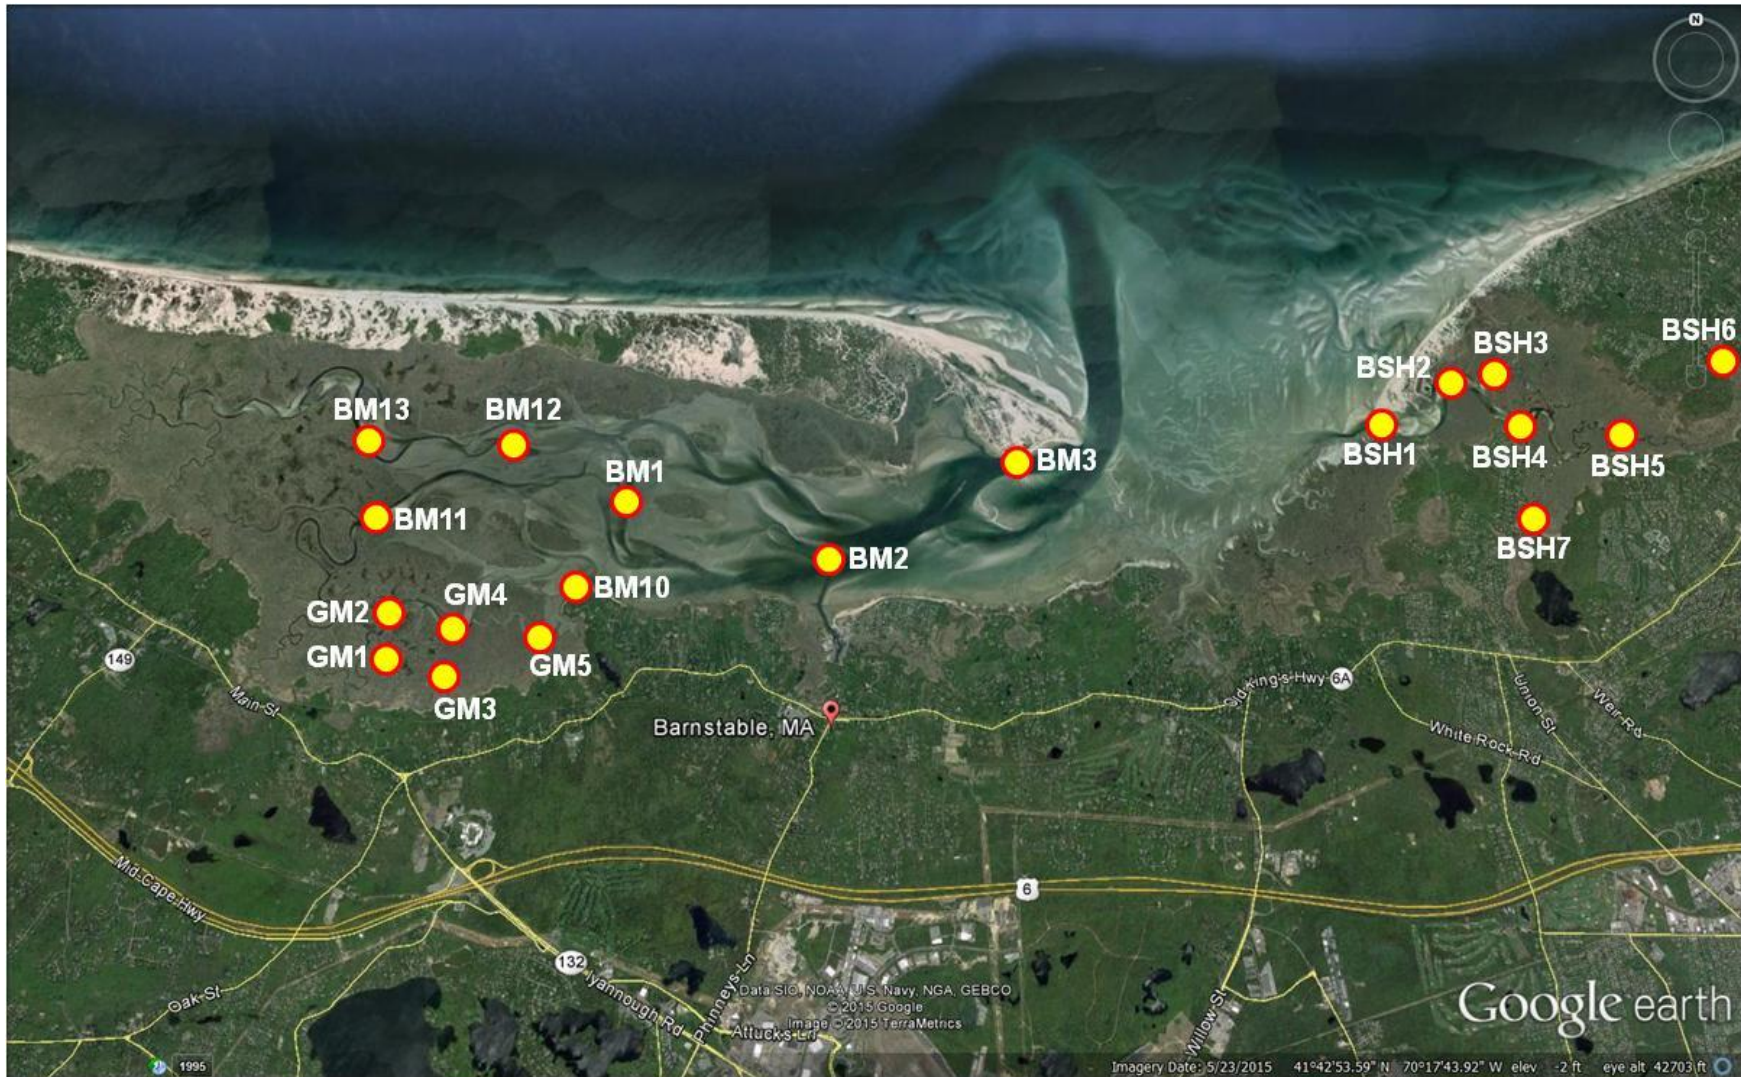 N
BSH6
BSH3
BSH2
BM13
BM12
BSH1
BSH4
BSH5
BM1
BM3
BM11
BSH7
BM2
BM10
GM4
GM2
GM1
GM5
GM3
149
Main St
Old King's Hwy
6A
Union St
Weir Rd
Barnstable, MA
White Rock Rd
Mid-Cape Hwy
6
132
Iyannough Rd
Phinneys Ln
Oak St
Attucks Ln
Willow St
Data SIO, NOAA, U.S. Navy, NGA, GEBCO
© 2015 Google
Image © 2015 TerraMetrics
Google earth
1995
Imagery Date: 5/23/2015 41°42'53.59" N 70°17'43.92" W elev -2 ft eye alt 42703 ft